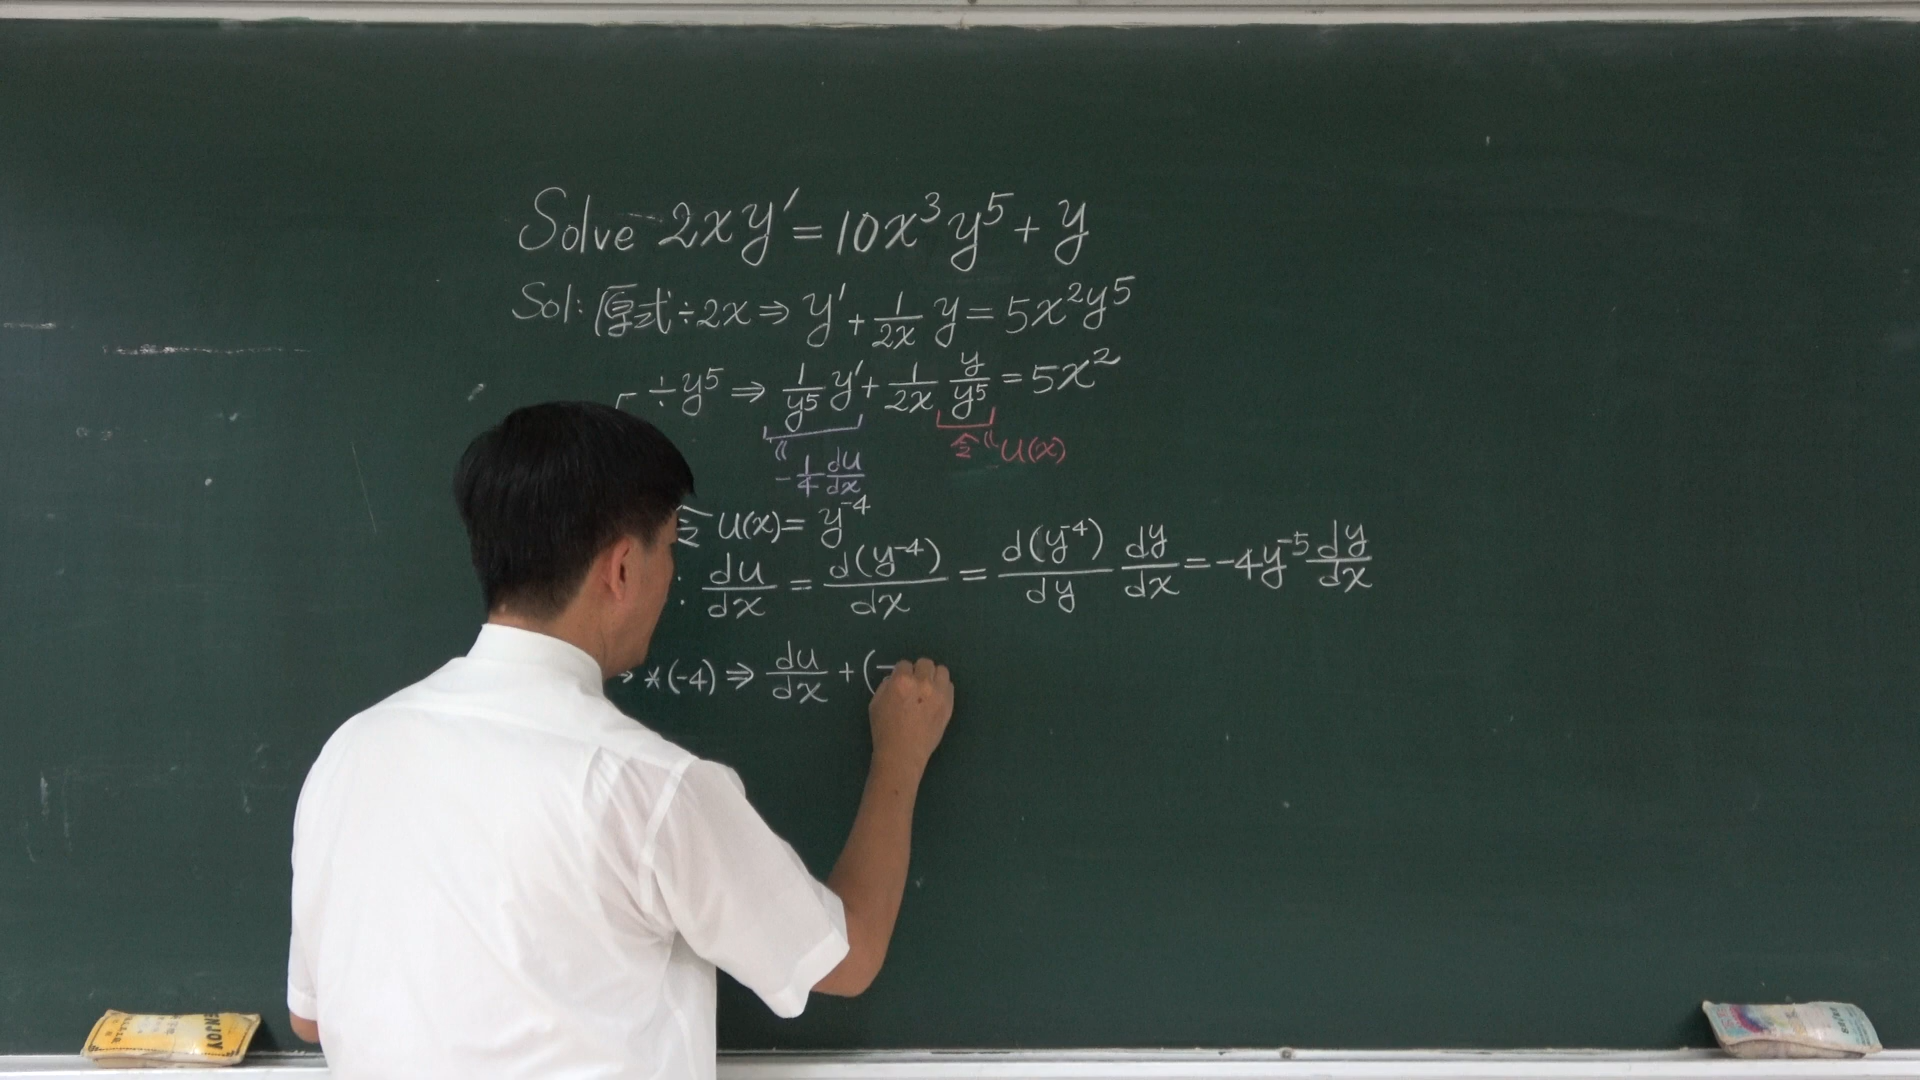 Solve 2xy' = 10x³y⁵ + y
Sol: 原式 ÷ 2x ⇒ y' + 1/2x y = 5x²y⁵
÷ y⁵ ⇒ 1/y⁵ y' + 1/2x y/y⁵ = 5x²
〃 令 〃 U(x)
-1/4 du/dx
令 U(x) = y⁻⁴
du/dx = d(y⁻⁴)/dx = d(y⁻⁴)/dy dy/dx = -4y⁻⁵ dy/dx
*(-4) ⇒ du/dx + (-
ENJOY